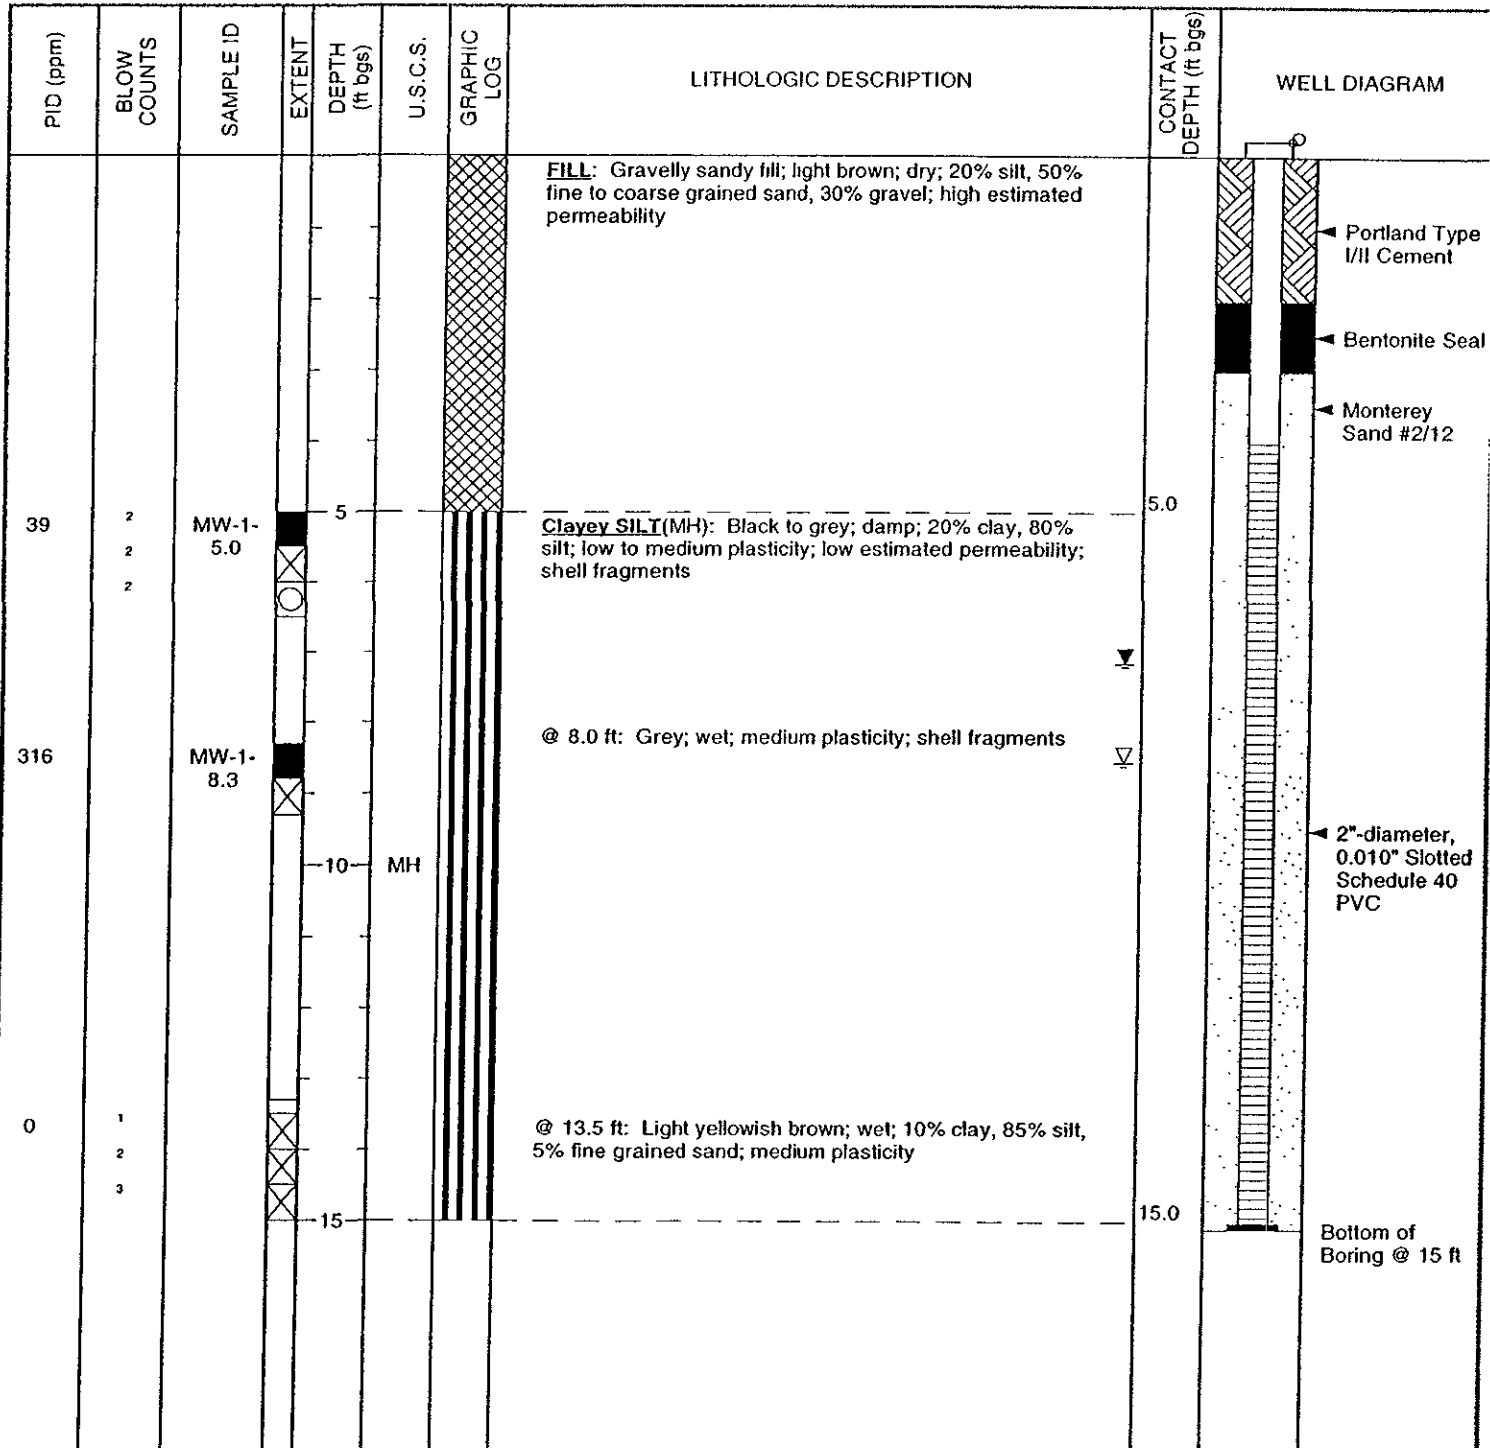 PID (ppm)
BLOW
COUNTS
SAMPLE ID
EXTENT
DEPTH
(ft bgs)
U.S.C.S.
GRAPHIC
LOG
LITHOLOGIC DESCRIPTION
CONTACT
DEPTH (ft bgs)
WELL DIAGRAM
FILL: Gravelly sandy fill; light brown; dry; 20% silt, 50%
fine to coarse grained sand, 30% gravel; high estimated
permeability
Portland Type
I/II Cement
Bentonite Seal
Monterey
Sand #2/12
39
2
2
2
MW-1-
5.0
5
5.0
Clayey SILT(MH): Black to grey; damp; 20% clay, 80%
silt; low to medium plasticity; low estimated permeability;
shell fragments
316
MW-1-
8.3
@ 8.0 ft: Grey; wet; medium plasticity; shell fragments
10
MH
2"-diameter,
0.010" Slotted
Schedule 40
PVC
0
1
2
3
@ 13.5 ft: Light yellowish brown; wet; 10% clay, 85% silt,
5% fine grained sand; medium plasticity
15
15.0
Bottom of
Boring @ 15 ft